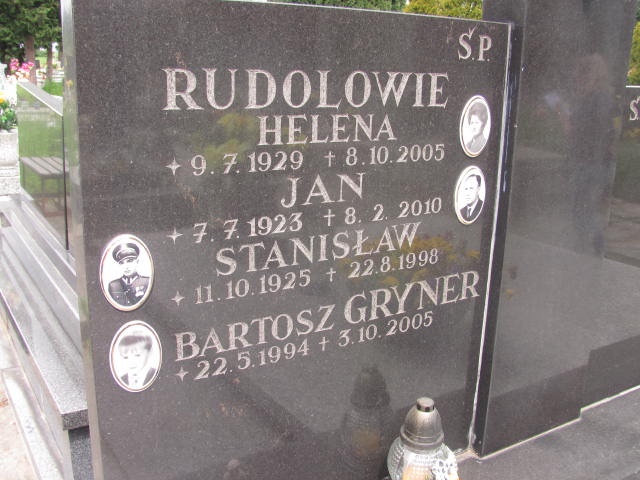 Ś.P.
RUDOLOWIE
HELENA
✦ 9.7.1929 † 8.10.2005
JAN
✦ 7.7.1923 † 8.2.2010
STANISŁAW
✦ 11.10.1925 † 22.8.1998
BARTOSZ GRYNER
✦ 22.5.1994 † 3.10.2005